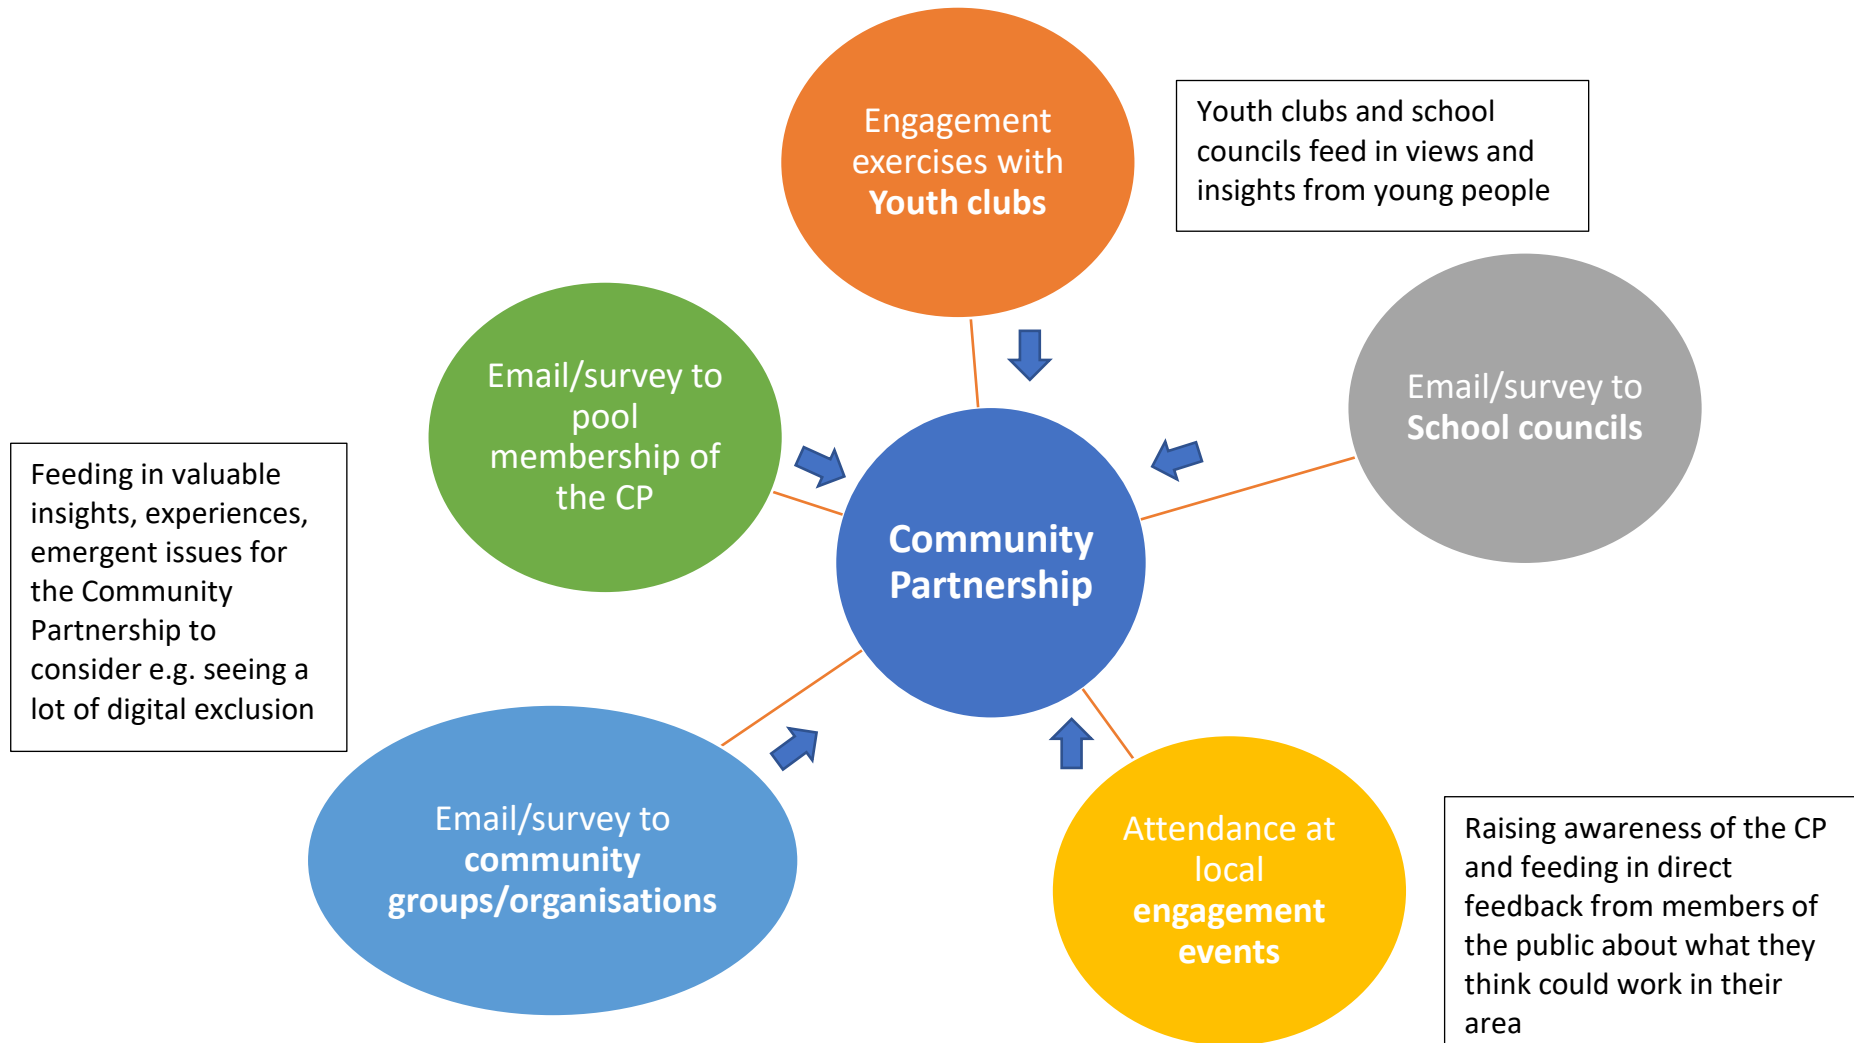 Engagement
exercises with
Youth clubs
Youth clubs and school
councils feed in views and
insights from young people
Email/survey to
pool
membership of
the CP
Email/survey to
School councils
Feeding in valuable
insights, experiences,
emergent issues for
the Community
Partnership to
consider e.g. seeing a
lot of digital exclusion
Community
Partnership
Email/survey to
community
groups/organisations
Attendance at
local
engagement
events
Raising awareness of the CP
and feeding in direct
feedback from members of
the public about what they
think could work in their
area